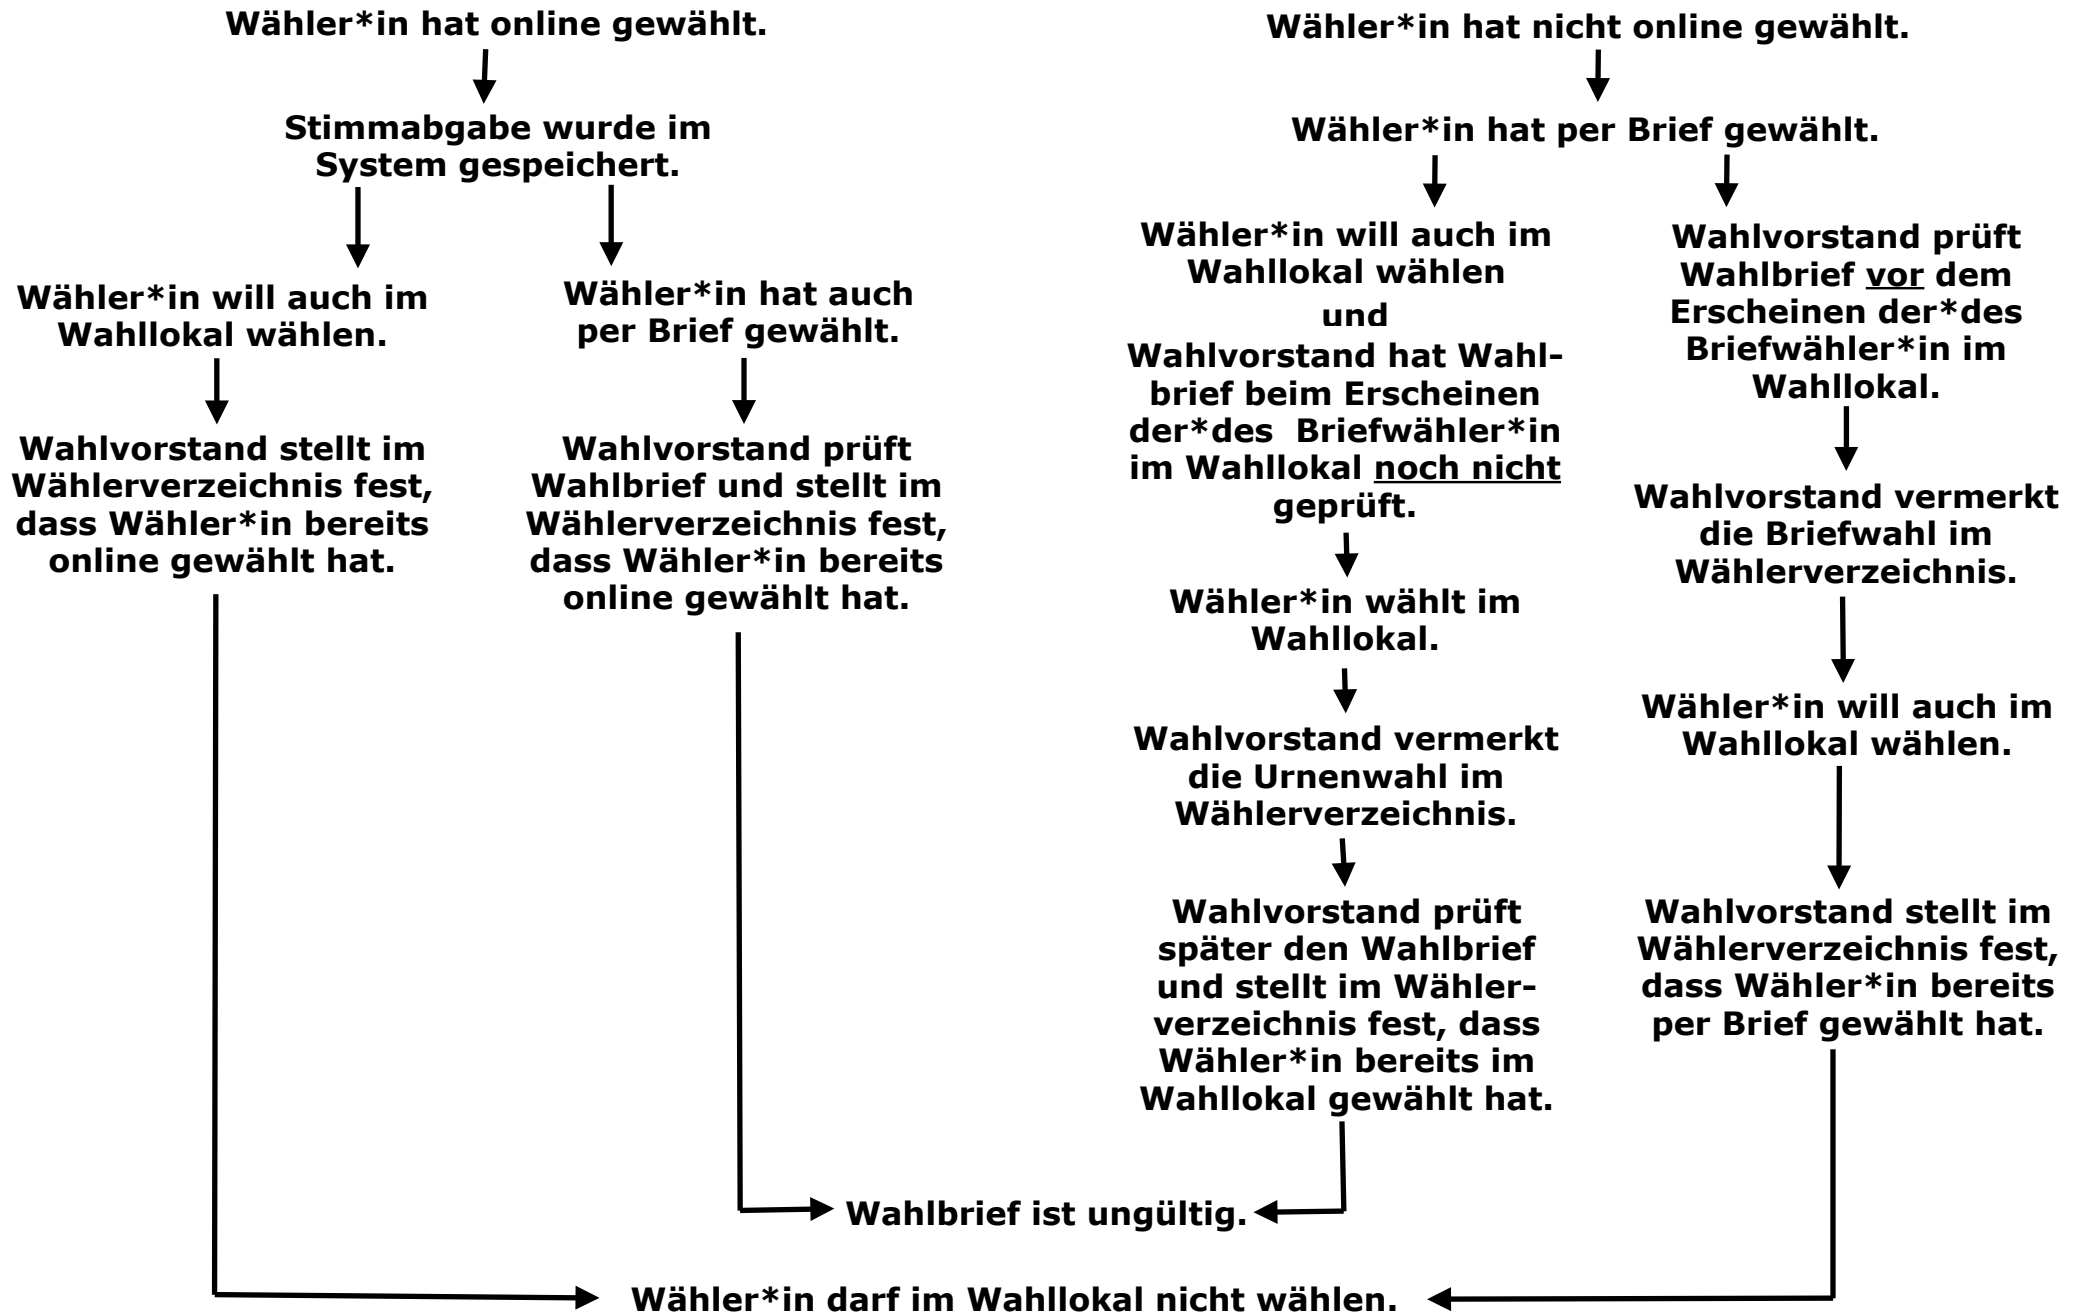 Wähler*in hat online gewählt.
Stimmabgabe wurde im
System gespeichert.
Wähler*in will auch im
Wahllokal wählen.
Wahlvorstand stellt im
Wählerverzeichnis fest,
dass Wähler*in bereits
online gewählt hat.
Wähler*in hat auch
per Brief gewählt.
Wahlvorstand prüft
Wahlbrief und stellt im
Wählerverzeichnis fest,
dass Wähler*in bereits
online gewählt hat.
Wähler*in hat nicht online gewählt.
Wähler*in hat per Brief gewählt.
Wähler*in will auch im
Wahllokal wählen
und
Wahlvorstand hat Wahl-
brief beim Erscheinen
der*des  Briefwähler*in
im Wahllokal noch nicht
geprüft.
Wähler*in wählt im
Wahllokal.
Wahlvorstand vermerkt
die Urnenwahl im
Wählerverzeichnis.
Wahlvorstand prüft
später den Wahlbrief
und stellt im Wähler-
verzeichnis fest, dass
Wähler*in bereits im
Wahllokal gewählt hat.
Wahlvorstand prüft
Wahlbrief vor dem
Erscheinen der*des
Briefwähler*in im
Wahllokal.
Wahlvorstand vermerkt
die Briefwahl im
Wählerverzeichnis.
Wähler*in will auch im
Wahllokal wählen.
Wahlvorstand stellt im
Wählerverzeichnis fest,
dass Wähler*in bereits
per Brief gewählt hat.
Wahlbrief ist ungültig.
Wähler*in darf im Wahllokal nicht wählen.